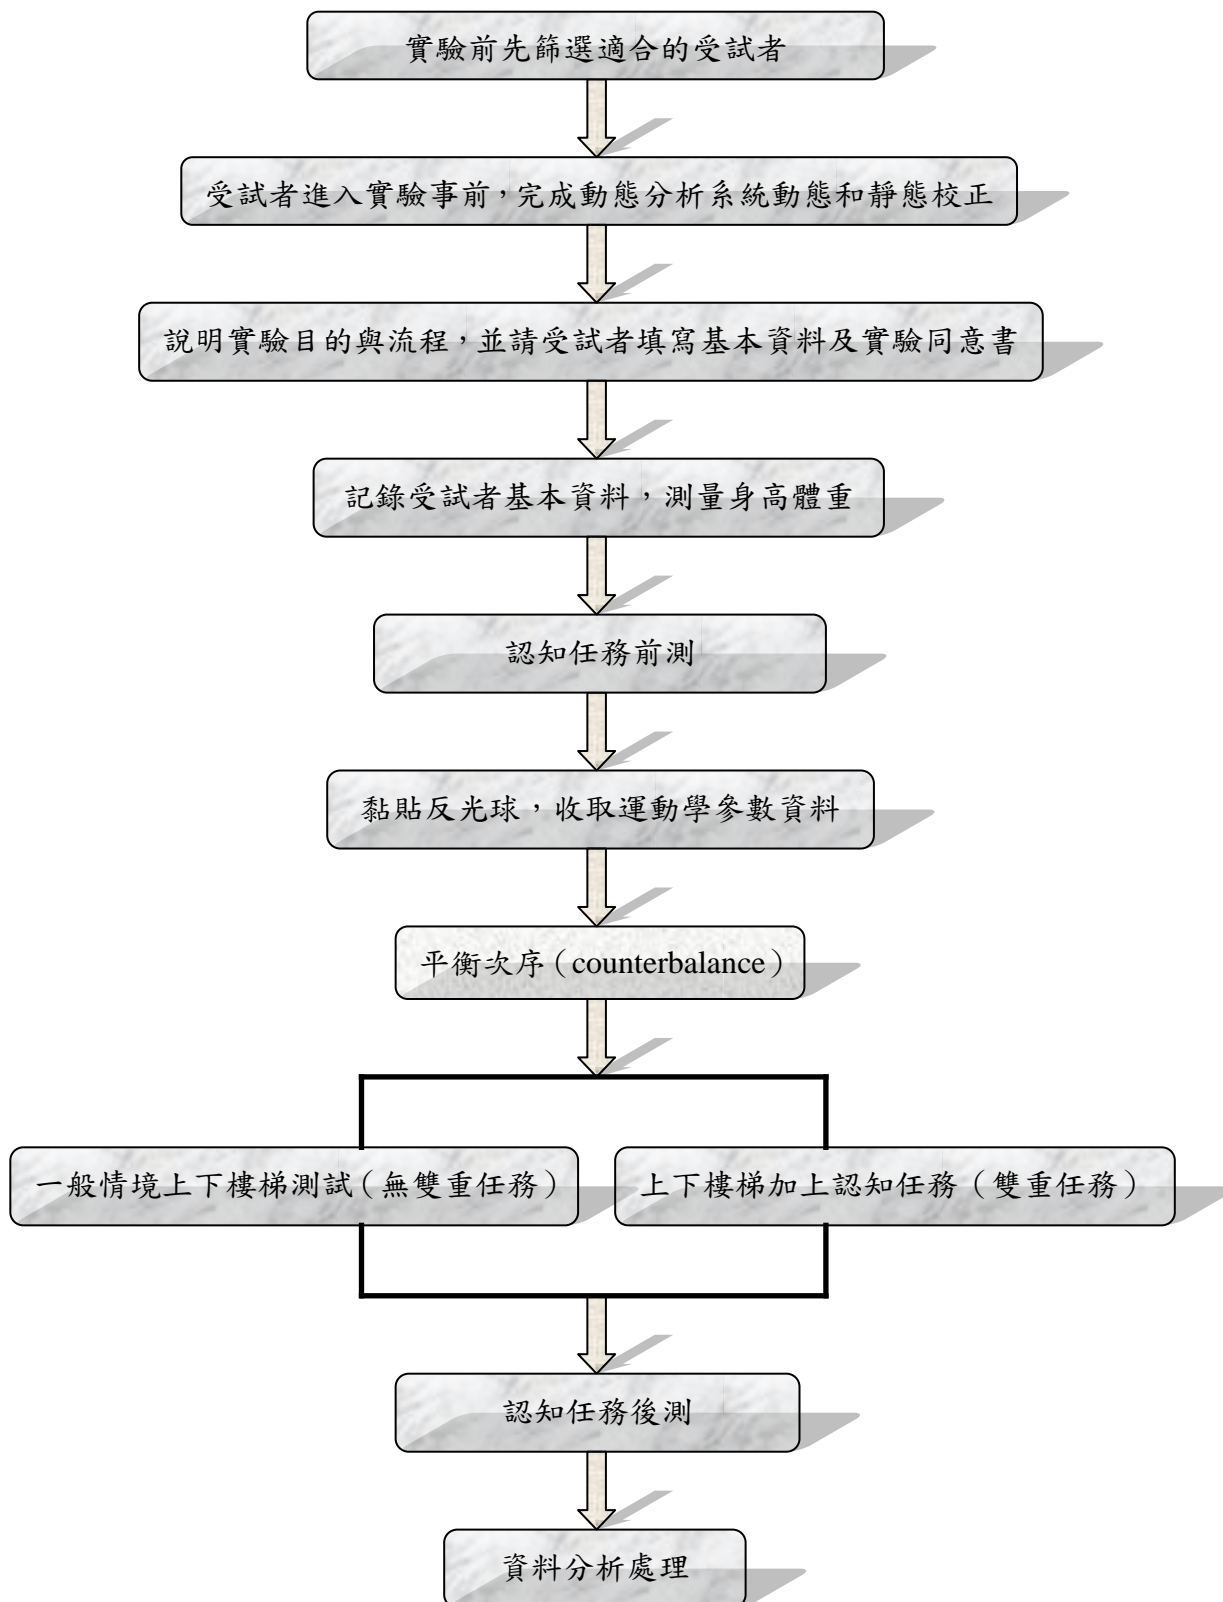 實驗前先篩選適合的受試者
受試者進入實驗事前，完成動態分析系統動態和靜態校正
說明實驗目的與流程，並請受試者填寫基本資料及實驗同意書
記錄受試者基本資料，測量身高體重
認知任務前測
黏貼反光球，收取運動學參數資料
平衡次序（counterbalance）
一般情境上下樓梯測試（無雙重任務）
上下樓梯加上認知任務（雙重任務）
認知任務後測
資料分析處理